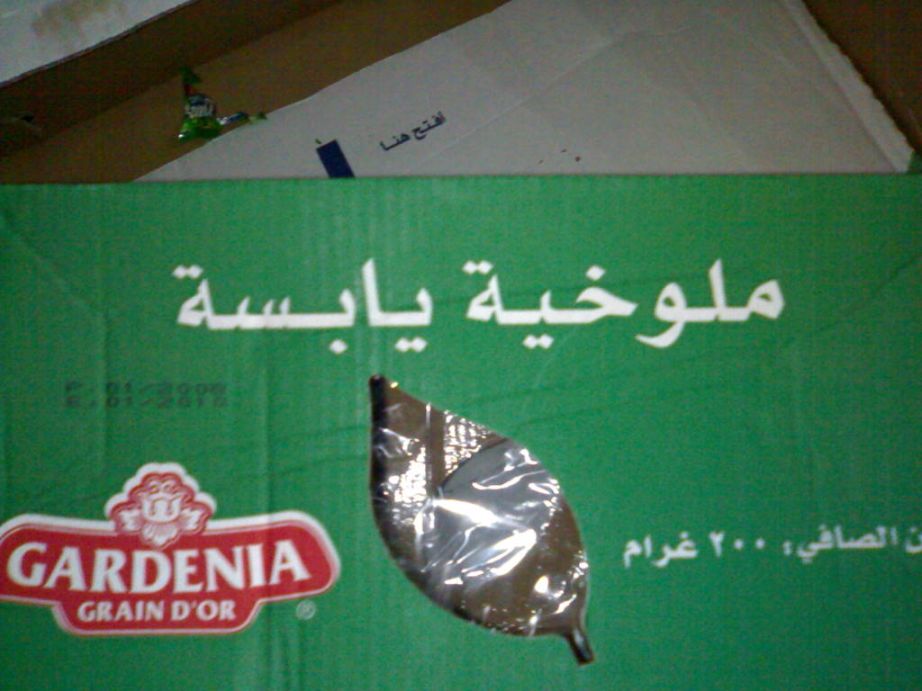 افتح هنا
ملوخية يابسة
GARDENIA
GRAIN D'OR
®
الصافي، ٢٠٠ غرام